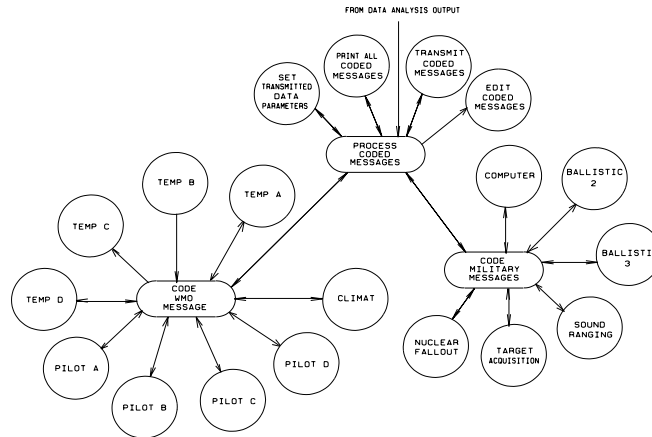 FROM DATA ANALYSIS OUTPUT
PRINT ALL
CODED
MESSAGES
TRANSMIT
CODED
MESSAGES
SET
TRANSMITTED
DATA
PARAMETERS
EDIT
CODED
MESSAGES
PROCESS
CODED
MESSAGES
TEMP B
TEMP A
COMPUTER
BALLISTIC
2
TEMP C
BALLISTIC
3
CODE
MILITARY
MESSAGES
TEMP D
CODE
WMO
MESSAGE
CLIMAT
SOUND
RANGING
NUCLEAR
FALLOUT
TARGET
ACQUISITION
PILOT A
PILOT D
PILOT B
PILOT C